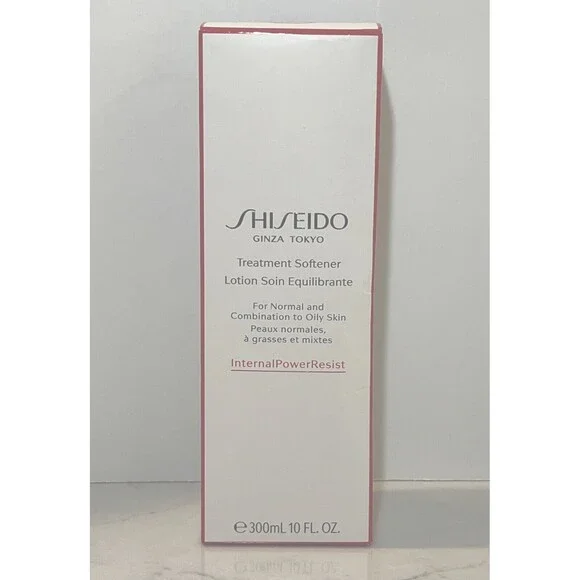 SHISEIDO
GINZA TOKYO
Treatment Softener
Lotion Soin Equilibrante
For Normal and
Combination to Oily Skin
Peaux normales,
à grasses et mixtes
InternalPowerResist
℮300mL 10 FL. OZ.